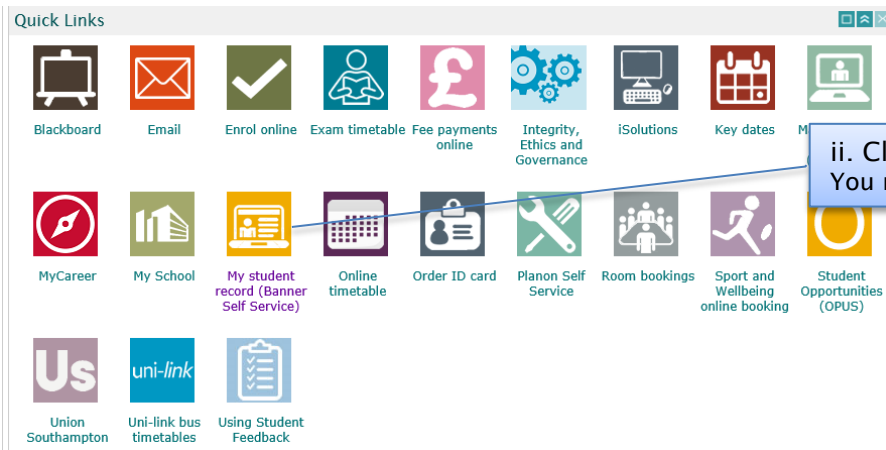 Quick Links
Blackboard
Email
Enrol online
Exam timetable
Fee payments
online
Integrity,
Ethics and
Governance
iSolutions
Key dates
ii. Cl
You
MyCareer
My School
My student
record (Banner
Self Service)
Online
timetable
Order ID card
Planon Self
Service
Room bookings
Sport and
Wellbeing
online booking
Student
Opportunities
(OPUS)
Us
uni-link
Union
Southampton
Uni-link bus
timetables
Using Student
Feedback